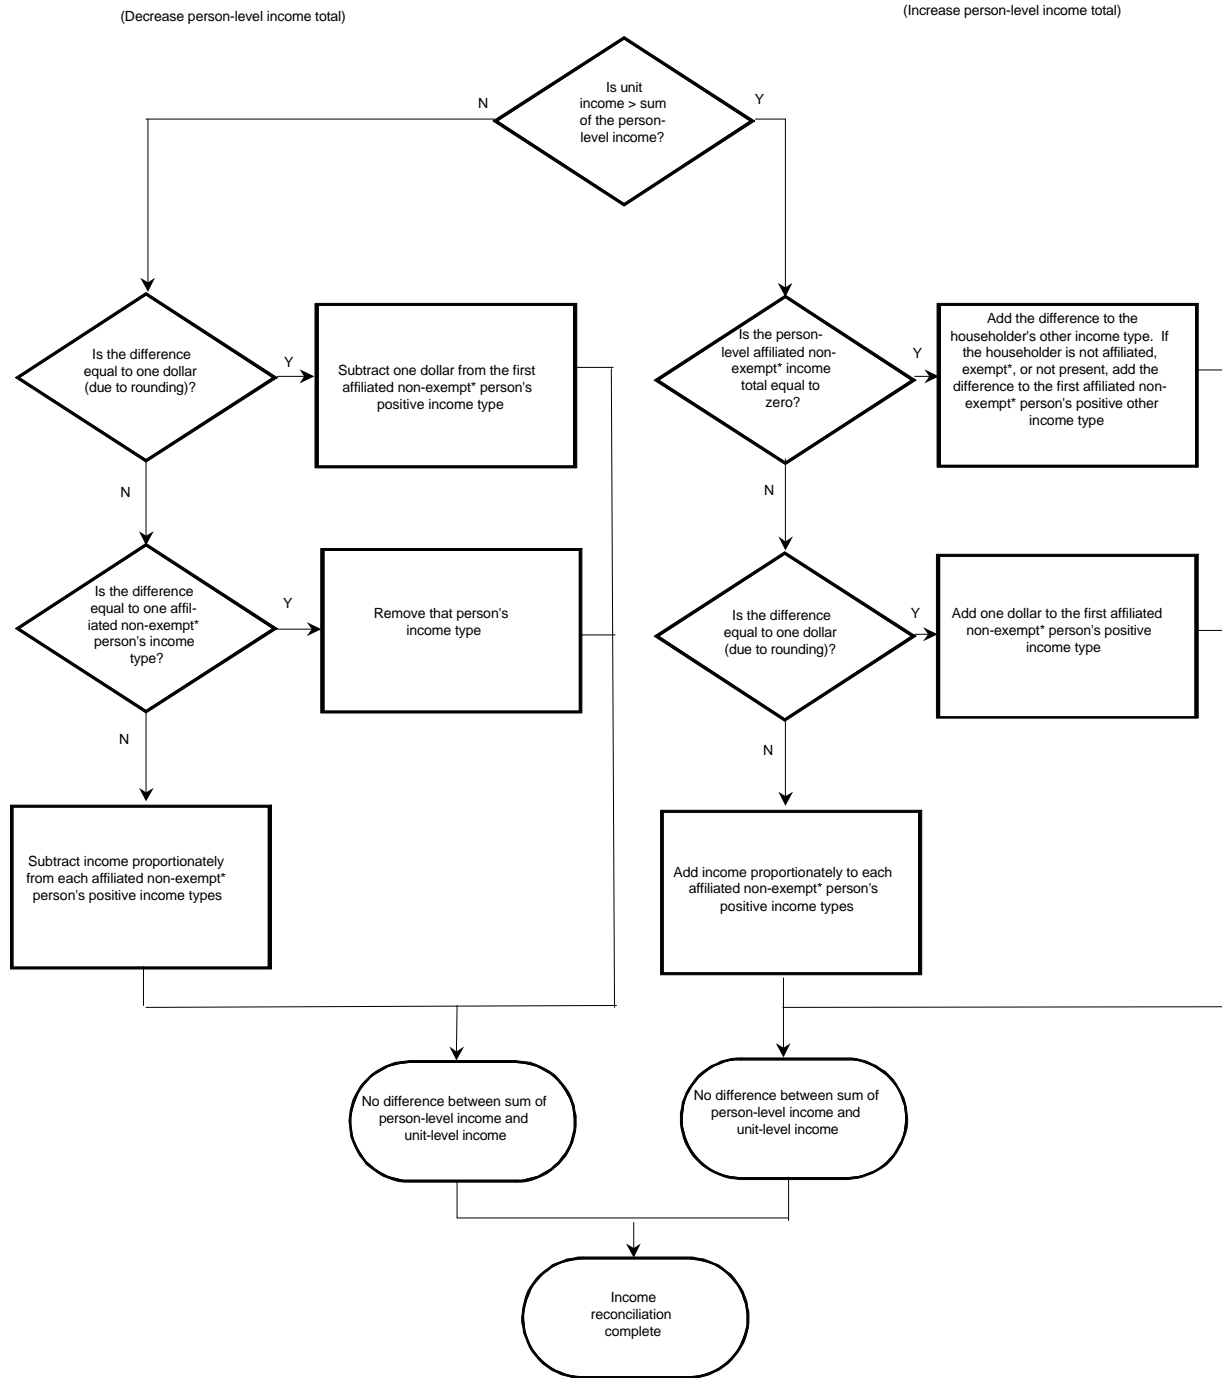 (Decrease person-level income total)
(Increase person-level income total)
Is unit
income > sum
of the person-
level income?
N
Y
Is the difference
equal to one dollar
(due to rounding)?
Y
Subtract one dollar from the first
affiliated non-exempt* person's
positive income type
Is the person-
level affiliated non-
exempt* income
total equal to
zero?
Y
Add the difference to the
householder's other income type. If
the householder is not affiliated,
exempt*, or not present, add the
difference to the first affiliated non-
exempt* person's positive other
income type
N
N
Is the difference
equal to one affil-
iated non-exempt*
person's income
type?
Y
Remove that person's
income type
Is the difference
equal to one dollar
(due to rounding)?
Y
Add one dollar to the first affiliated
non-exempt* person's positive
income type
N
N
Subtract income proportionately
from each affiliated non-exempt*
person's positive income types
Add income proportionately to each
affiliated non-exempt* person's
positive income types
No difference between sum of
person-level income and
unit-level income
No difference between sum of
person-level income and
unit-level income
Income
reconciliation
complete